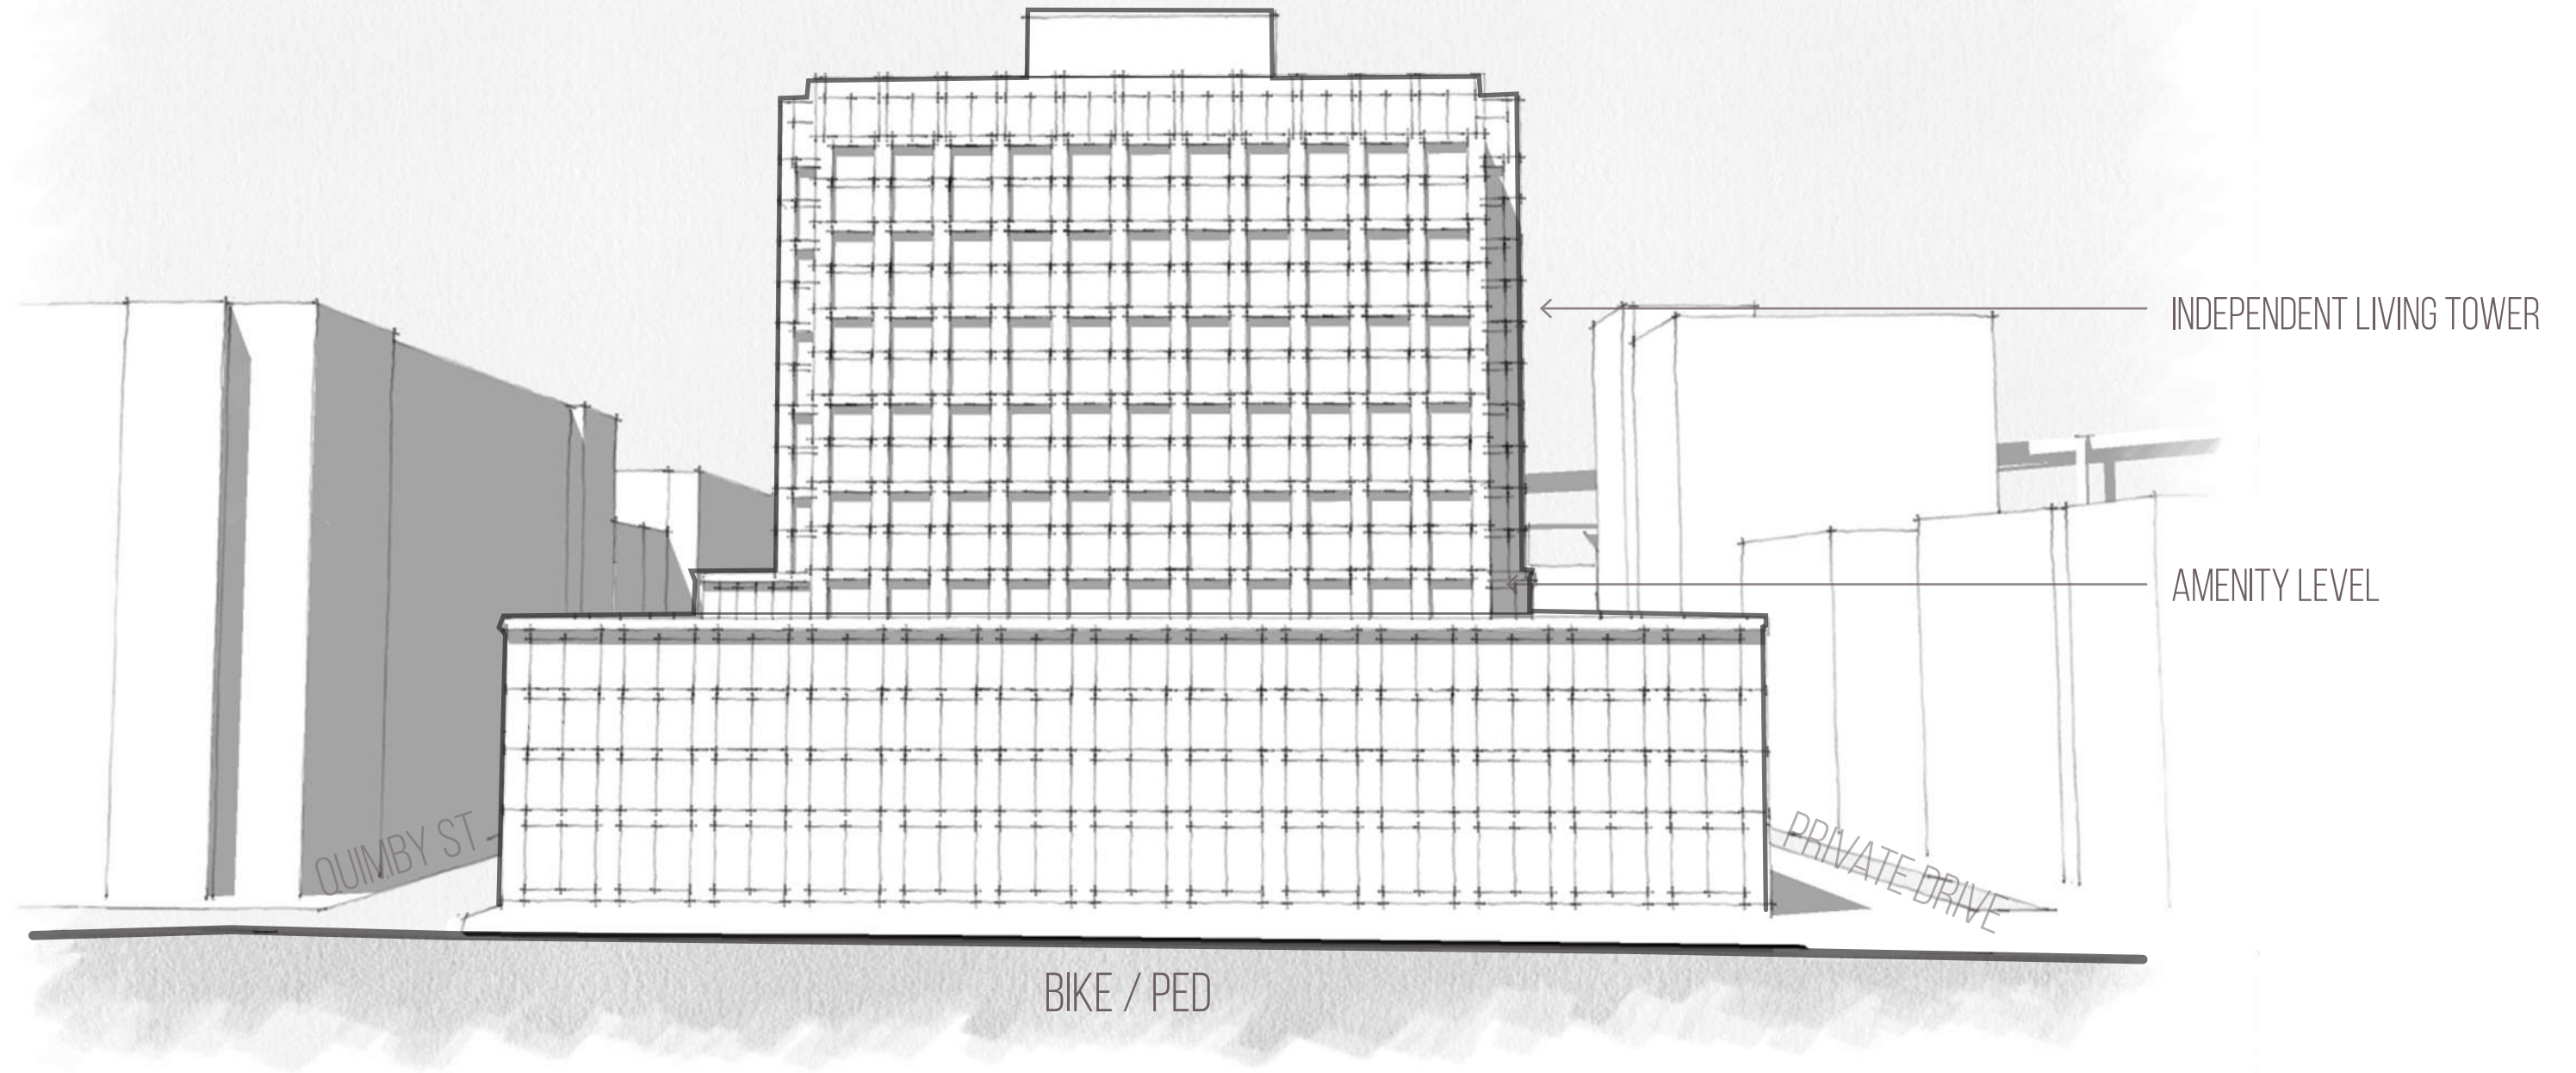 INDEPENDENT LIVING TOWER
AMENITY LEVEL
QUIMBY ST
PRIVATE DRIVE
BIKE / PED